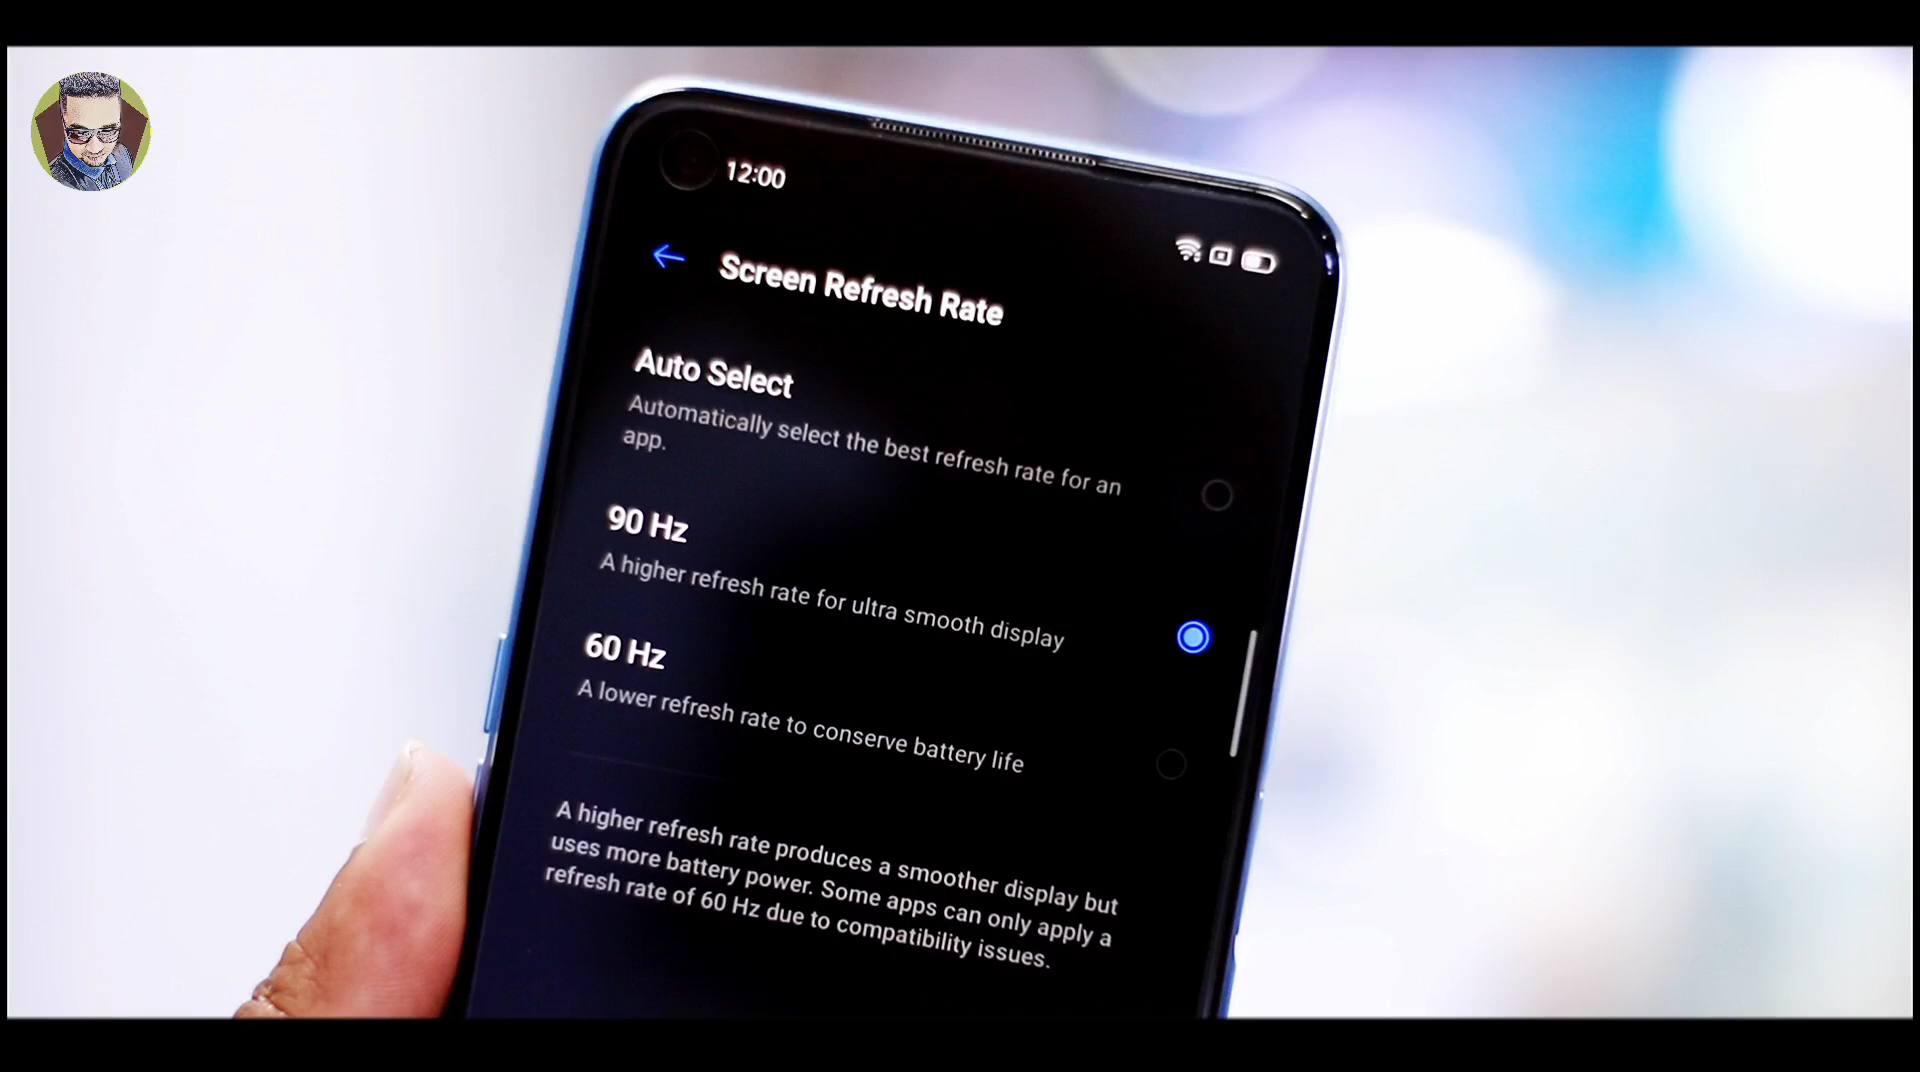 12:00
Screen Refresh Rate
Auto Select
Automatically select the best refresh rate for an
app.
90 Hz
A higher refresh rate for ultra smooth display
60 Hz
A lower refresh rate to conserve battery life
A higher refresh rate produces a smoother display but
uses more battery power. Some apps can only apply a
refresh rate of 60 Hz due to compatibility issues.